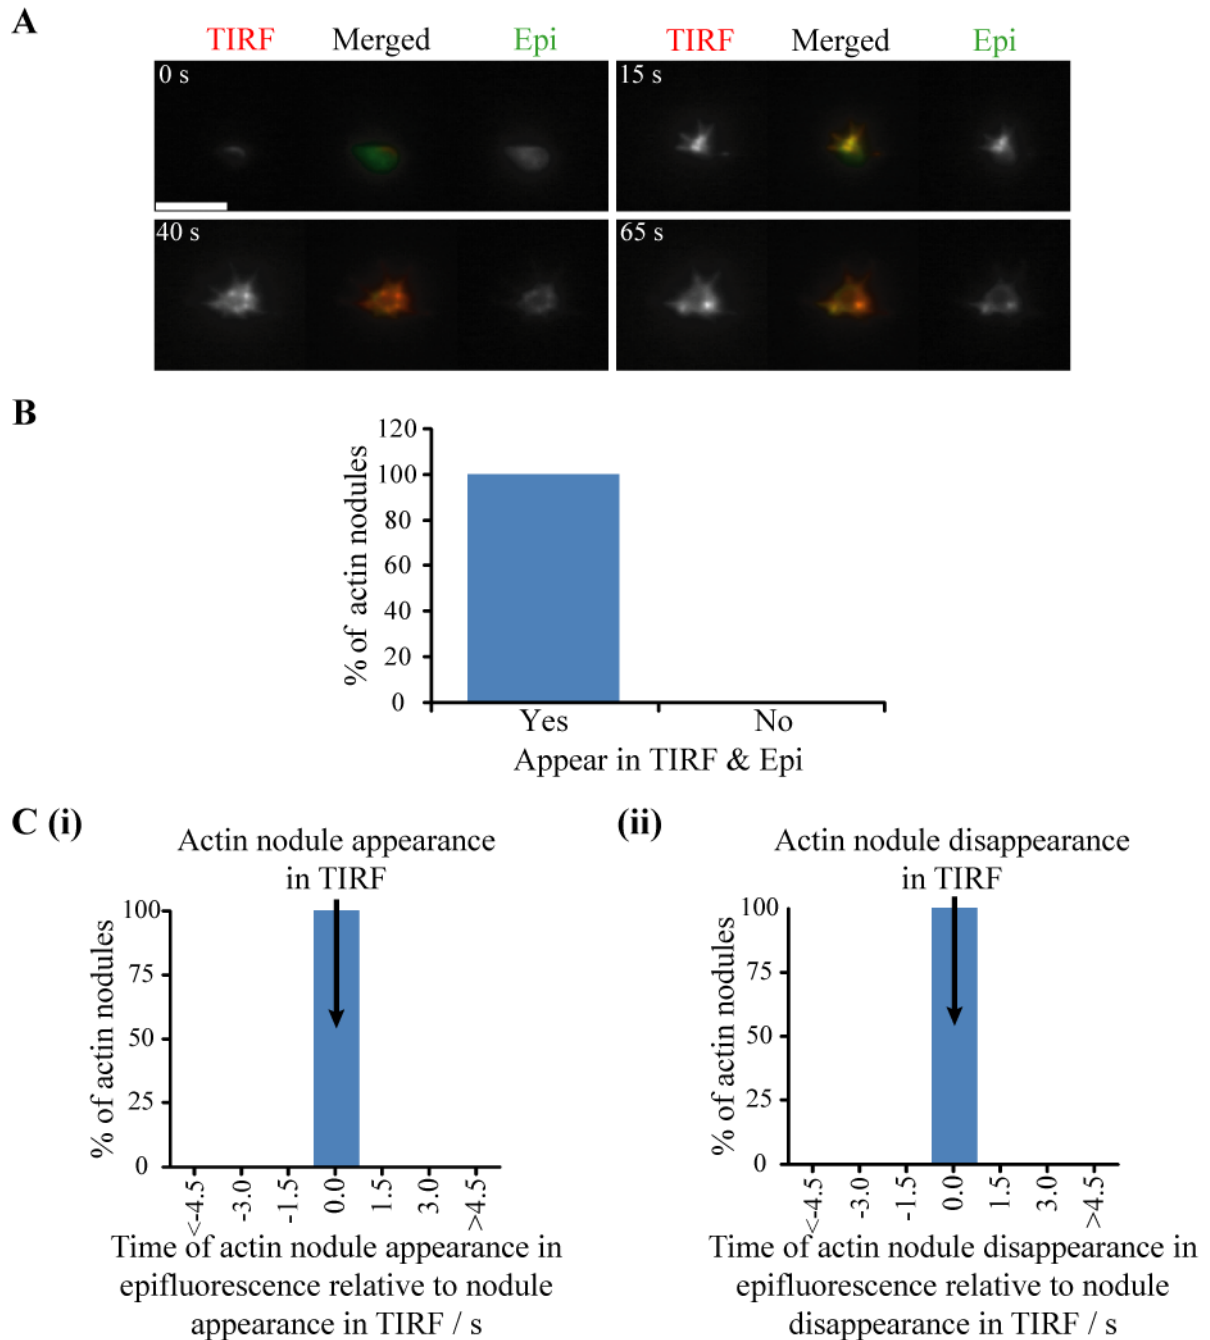 A
TIRF Merged Epi
TIRF Merged Epi
0 s
15 s
40 s
65 s
B
120
100
80
60
40
20
0
% of actin nodules
Yes
No
Appear in TIRF & Epi
C (i)
Actin nodule appearance
in TIRF
100
75
50
25
0
% of actin nodules
<-4.5
-3.0
-1.5
0.0
1.5
3.0
>4.5
Time of actin nodule appearance in
epifluorescence relative to nodule
appearance in TIRF / s
(ii)
Actin nodule disappearance
in TIRF
100
75
50
25
0
% of actin nodules
<-4.5
-3.0
-1.5
0.0
1.5
3.0
>4.5
Time of actin nodule disappearance in
epifluorescence relative to nodule
disappearance in TIRF / s